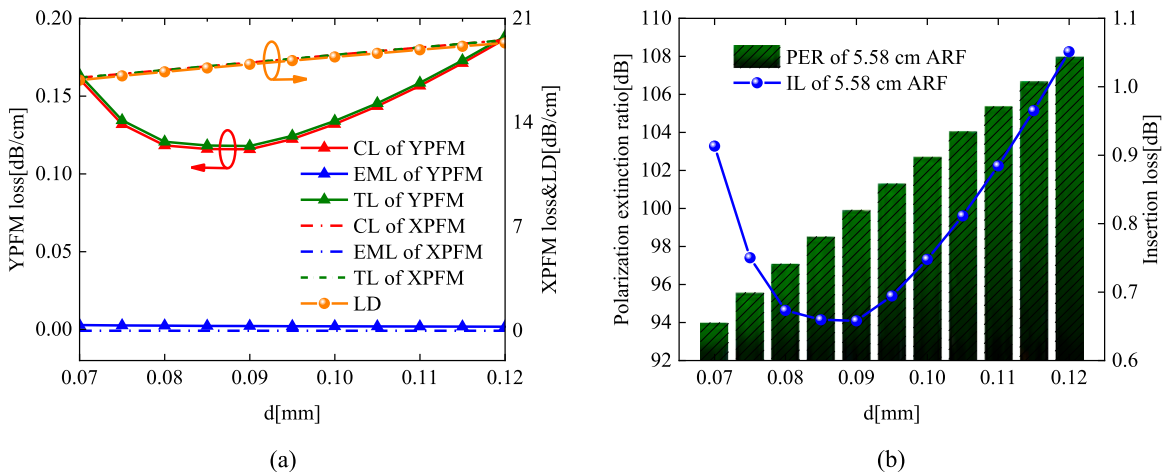 0.20
0.15
0.10
0.05
0.00
YPFM loss[dB/cm]
21
14
7
0
XPFM loss&LD[dB/cm]
CL of YPFM
EML of YPFM
TL of YPFM
CL of XPFM
EML of XPFM
TL of XPFM
LD
0.07 0.08 0.09 0.10 0.11 0.12
d[mm]
(a)
110
108
106
104
102
100
98
96
94
92
Polarization extinction ratio[dB]
PER of 5.58 cm ARF
IL of 5.58 cm ARF
1.1
1.0
0.9
0.8
0.7
0.6
Insertion loss[dB]
0.07 0.08 0.09 0.10 0.11 0.12
d[mm]
(b)